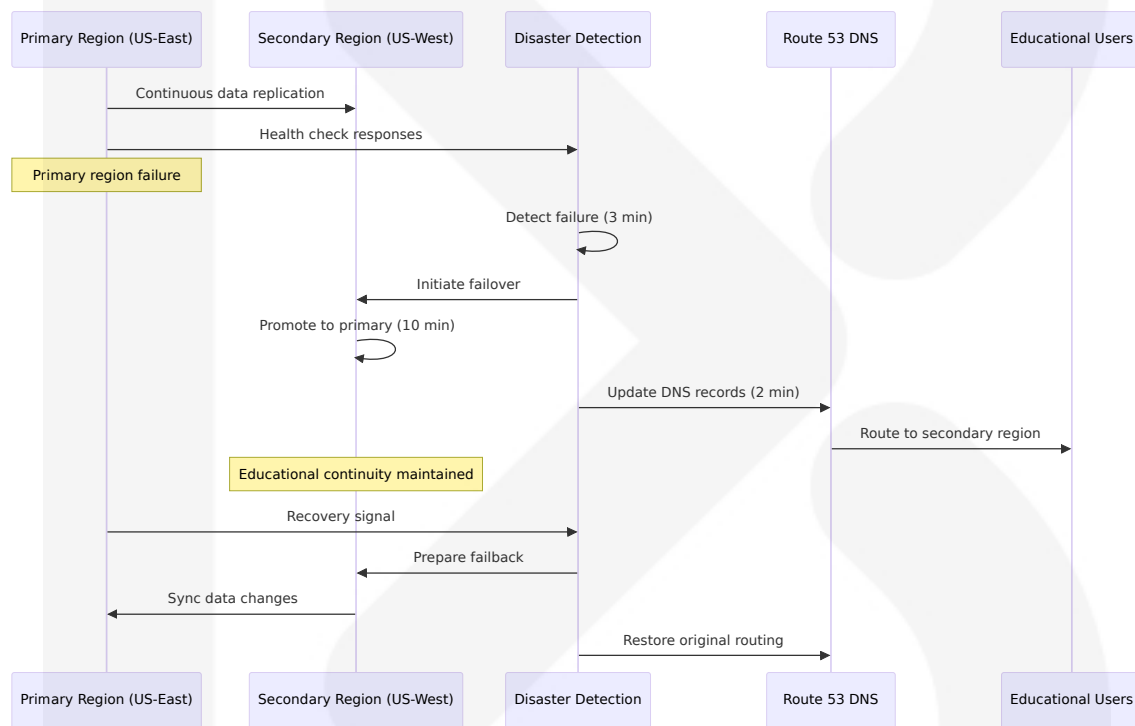 Primary Region (US-East)
Secondary Region (US-West)
Disaster Detection
Route 53 DNS
Educational Users
Continuous data replication
Health check responses
Primary region failure
Detect failure (3 min)
Initiate failover
Promote to primary (10 min)
Update DNS records (2 min)
Route to secondary region
Educational continuity maintained
Recovery signal
Prepare failback
Sync data changes
Restore original routing
Primary Region (US-East)
Secondary Region (US-West)
Disaster Detection
Route 53 DNS
Educational Users